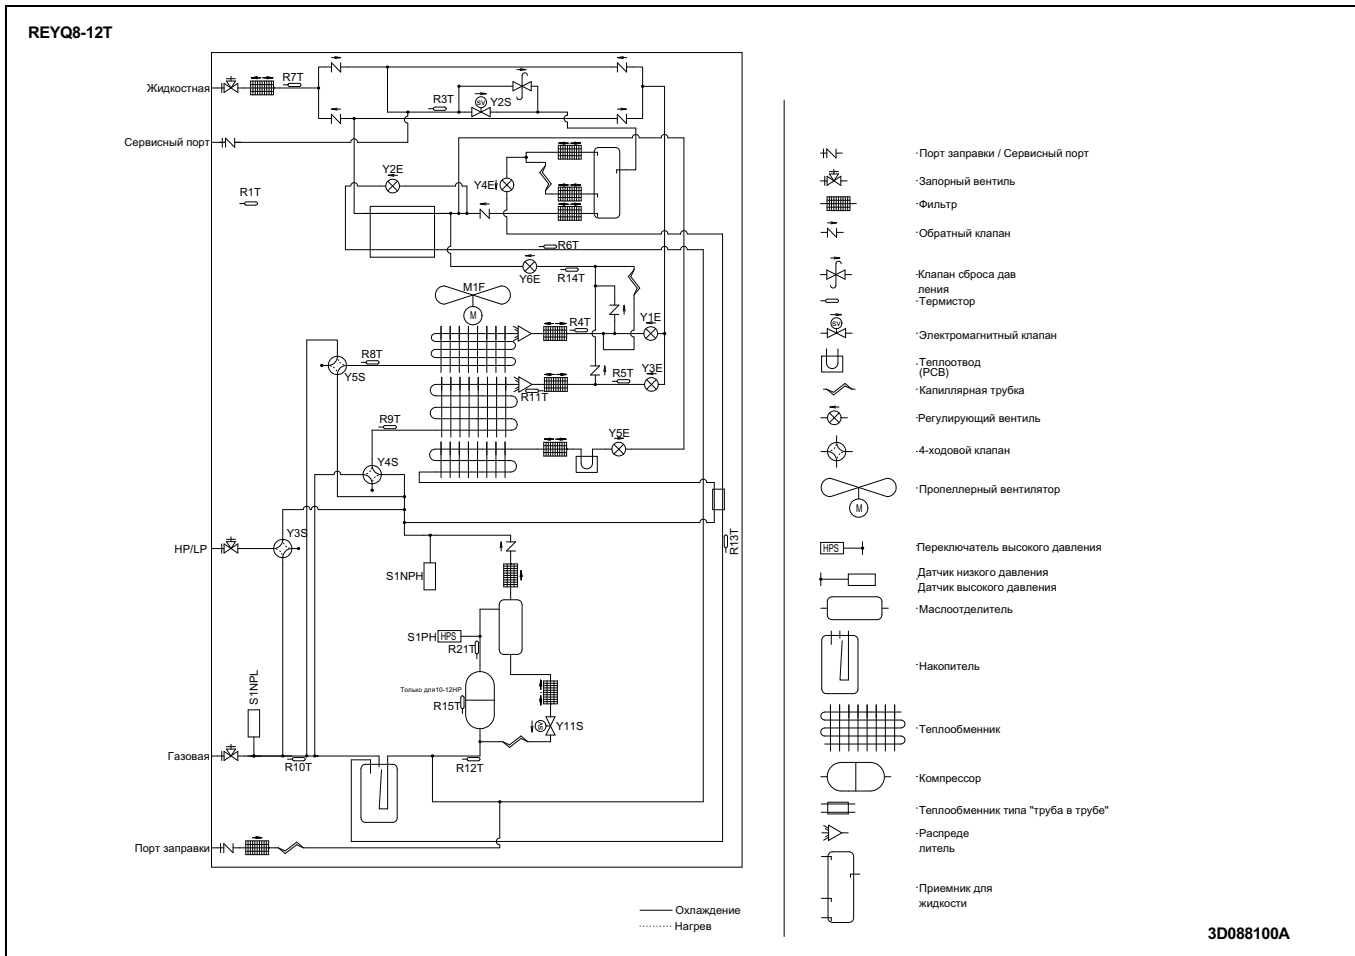 REYQ8-12T
Жидкостная
R7T
R3T
SV
Y2S
Сервисный порт
Y2E
Y4E
R1T
R6T
Y6E
R14T
M1F
M
R4T
Y1E
R8T
Y5S
R5T
Y3E
R11T
R9T
Y5E
Y4S
Y3S
HP/LP
R13T
S1NPH
S1PH
HPS
R21T
S1NPL
Только для10-12HP
R15T
SV
Y11S
Газовая
R10T
R12T
Порт заправки
Охлаждение
Нагрев
·Порт заправки / Сервисный порт
·Запорный вентиль
·Фильтр
·Обратный клапан
·Клапан сброса дав
ления
·Термистор
SV
·Электромагнитный клапан
·Теплоотвод
(PCB)
·Капиллярная трубка
·Регулирующий вентиль
·4-ходовой клапан
·Пропеллерный вентилятор
M
HPS
·Переключатель высокого давления
·Датчик низкого давления
Датчик высокого давления
·Маслоотделитель
·Накопитель
·Теплообменник
·Компрессор
·Теплообменник типа "труба в трубе"
·Распреде
литель
·Приемник для
жидкости
3D088100A